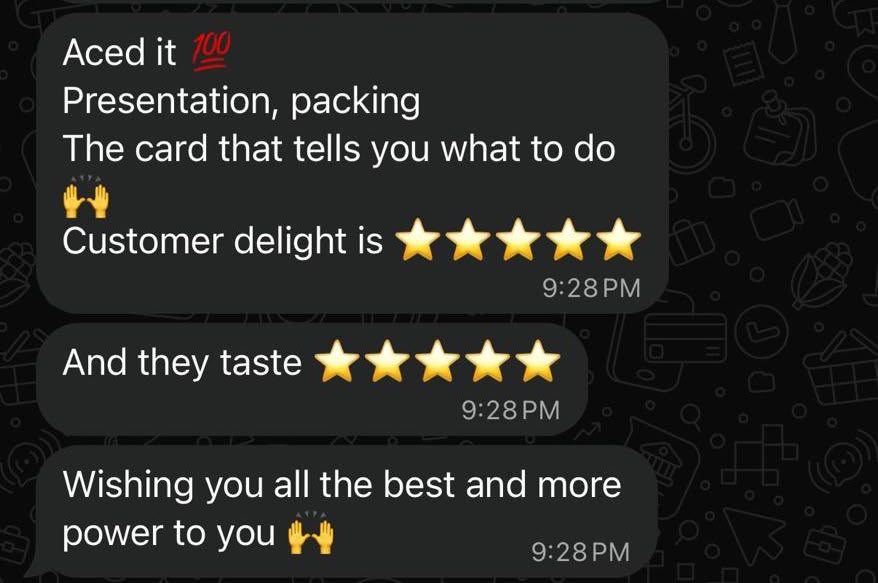 Aced it 💯
Presentation, packing
The card that tells you what to do
🙌
Customer delight is ⭐⭐⭐⭐⭐
9:28 PM
And they taste ⭐⭐⭐⭐⭐
9:28 PM
Wishing you all the best and more
power to you 🙌
9:28 PM